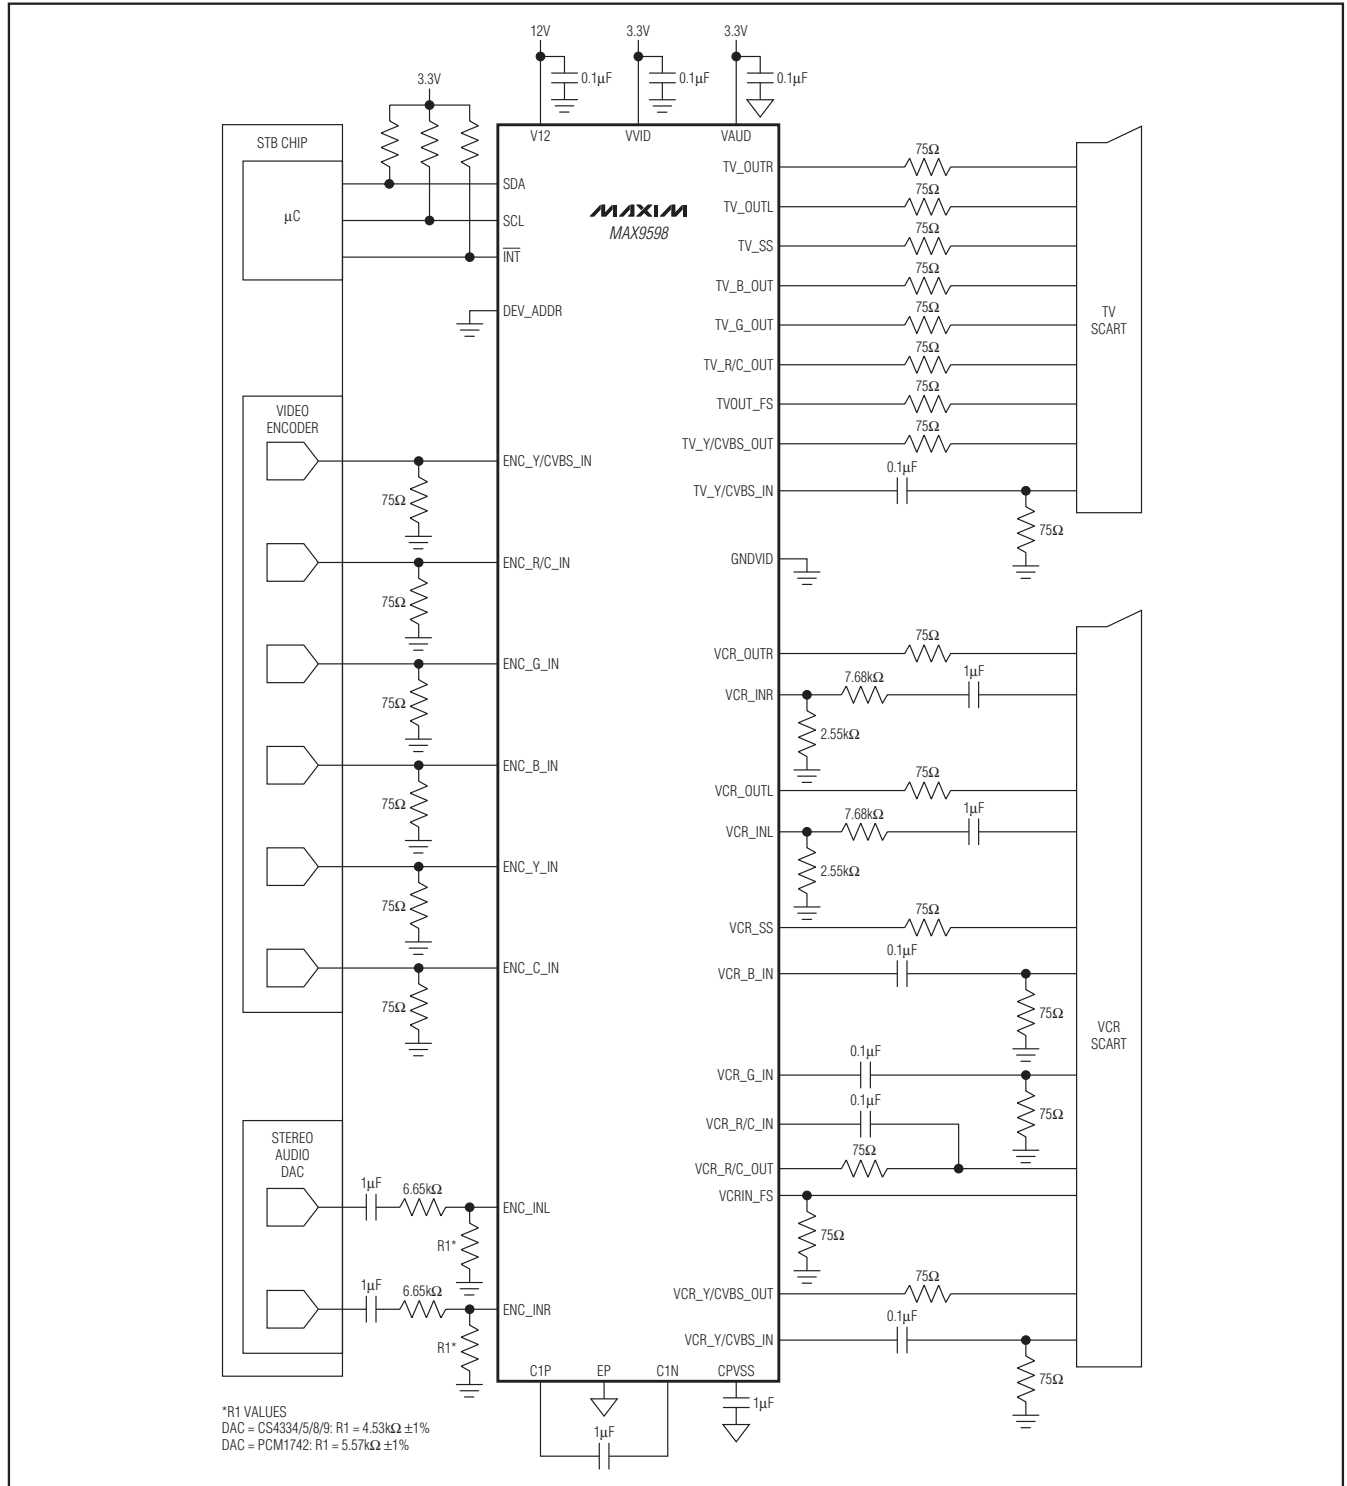 12V
3.3V
3.3V
0.1µF
0.1µF
0.1µF
3.3V
STB CHIP
µC
V12
VVID
VAUD
SDA
SCL
INT
DEV_ADDR
MAXIM
MAX9598
TV_OUTR
75Ω
TV_OUTL
75Ω
TV_SS
75Ω
TV_B_OUT
75Ω
TV_G_OUT
75Ω
TV_R/C_OUT
75Ω
TVOUT_FS
75Ω
TV_Y/CVBS_OUT
75Ω
TV_Y/CVBS_IN
0.1µF
75Ω
TV
SCART
GNDVID
VIDEO
ENCODER
ENC_Y/CVBS_IN
75Ω
ENC_R/C_IN
75Ω
ENC_G_IN
75Ω
ENC_B_IN
75Ω
ENC_Y_IN
75Ω
ENC_C_IN
75Ω
VCR_OUTR
75Ω
VCR_INR
7.68kΩ
1µF
2.55kΩ
VCR_OUTL
75Ω
VCR_INL
7.68kΩ
1µF
2.55kΩ
VCR_SS
75Ω
VCR_B_IN
0.1µF
75Ω
VCR
SCART
VCR_G_IN
0.1µF
75Ω
VCR_R/C_IN
0.1µF
VCR_R/C_OUT
75Ω
VCRIN_FS
75Ω
VCR_Y/CVBS_OUT
75Ω
VCR_Y/CVBS_IN
0.1µF
75Ω
STEREO
AUDIO
DAC
1µF
6.65kΩ
ENC_INL
R1*
1µF
6.65kΩ
ENC_INR
R1*
C1P
EP
C1N
CPVSS
1µF
1µF
*R1 VALUES
DAC = CS4334/5/8/9: R1 = 4.53kΩ ±1%
DAC = PCM1742: R1 = 5.57kΩ ±1%